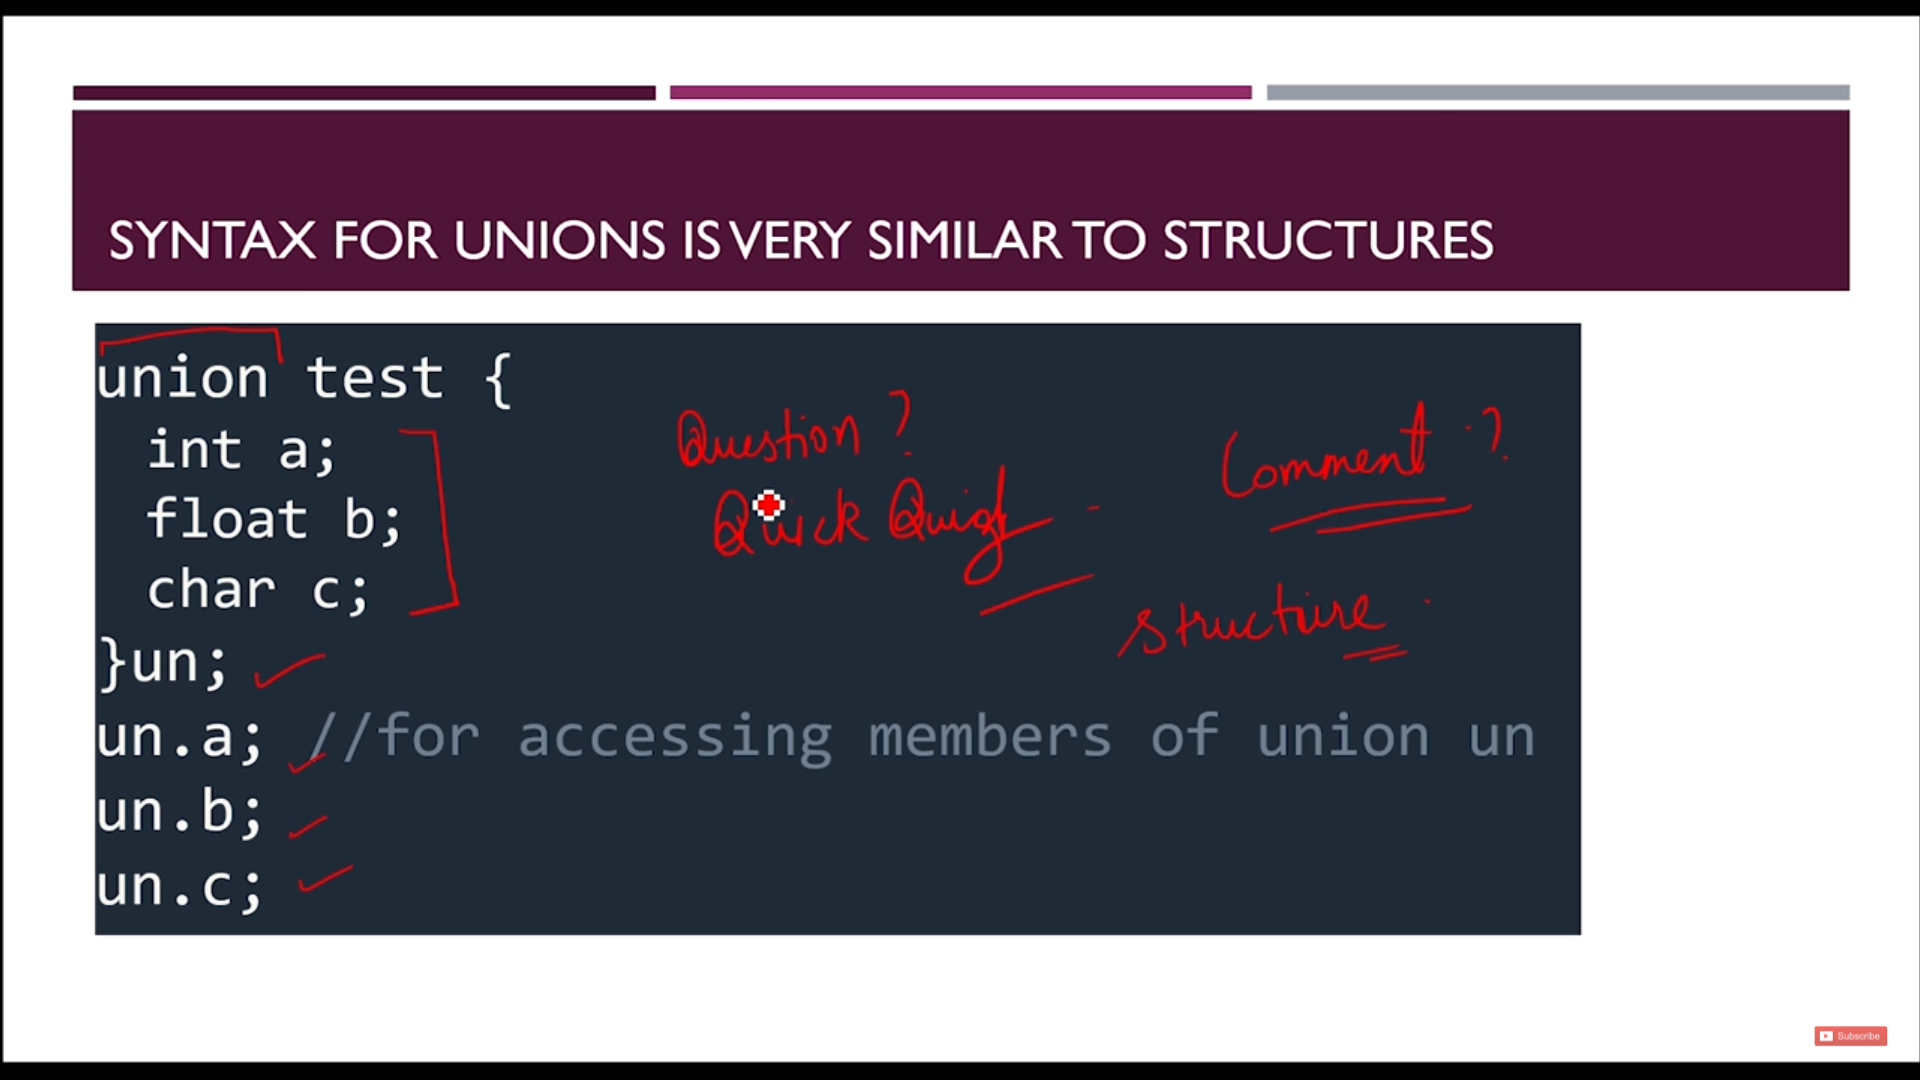 SYNTAX FOR UNIONS IS VERY SIMILAR TO STRUCTURES
union test {
int a;
float b;
char c;
}un;
un.a; //for accessing members of union un
un.b;
un.c;
Question ?
Quick
Comment ?
Structure
Subscribe